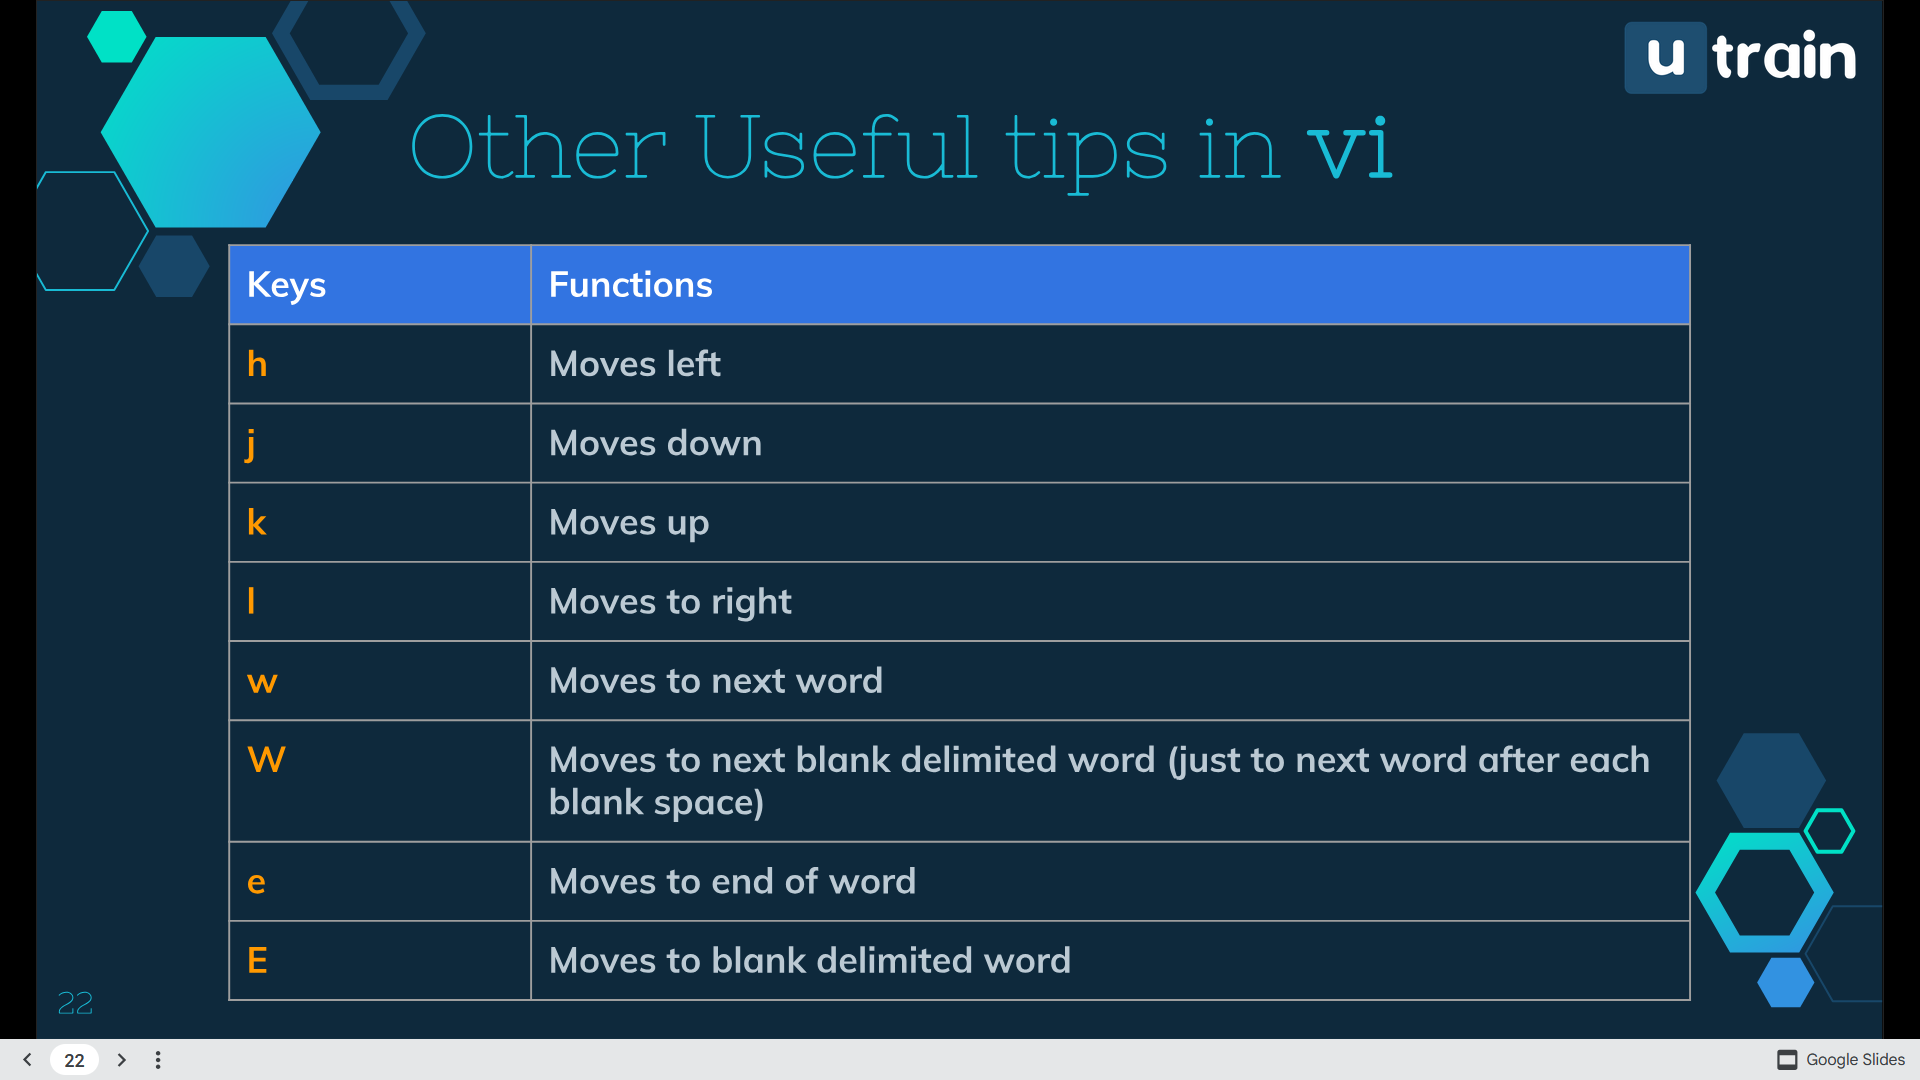 u train
Other Useful tips in vi
Keys Functions
h Moves left
j Moves down
k Moves up
l Moves to right
w Moves to next word
W Moves to next blank delimited word (just to next word after each
blank space)
e Moves to end of word
E Moves to blank delimited word
22
22 Google Slides